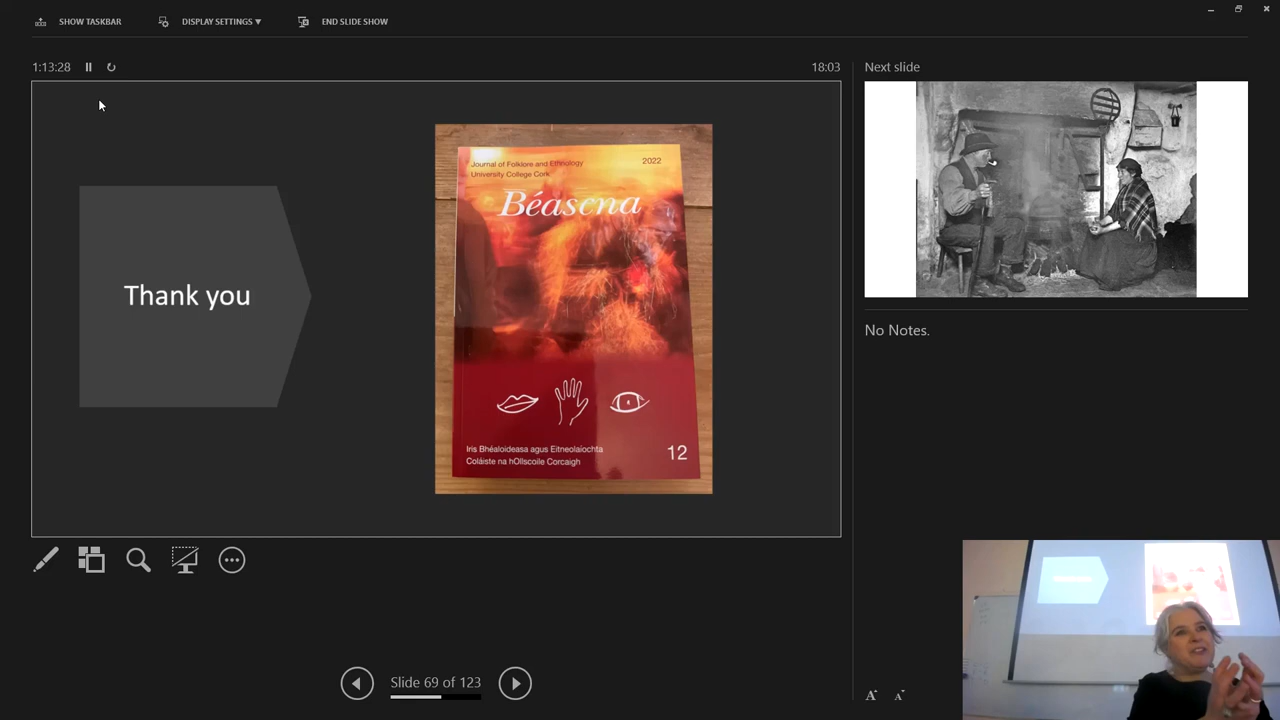 SHOW TASKBAR
DISPLAY SETTINGS ▼
END SLIDE SHOW
1:13:28
18:03
Next slide
Thank you
Journal of Folklore and Ethnology
2022
University College Cork
Béascna
Iris Bhéaloideasa agus Eitneolaíochta
12
Coláiste na hOllscoile Corcaigh
No Notes.
Slide 69 of 123
A
A